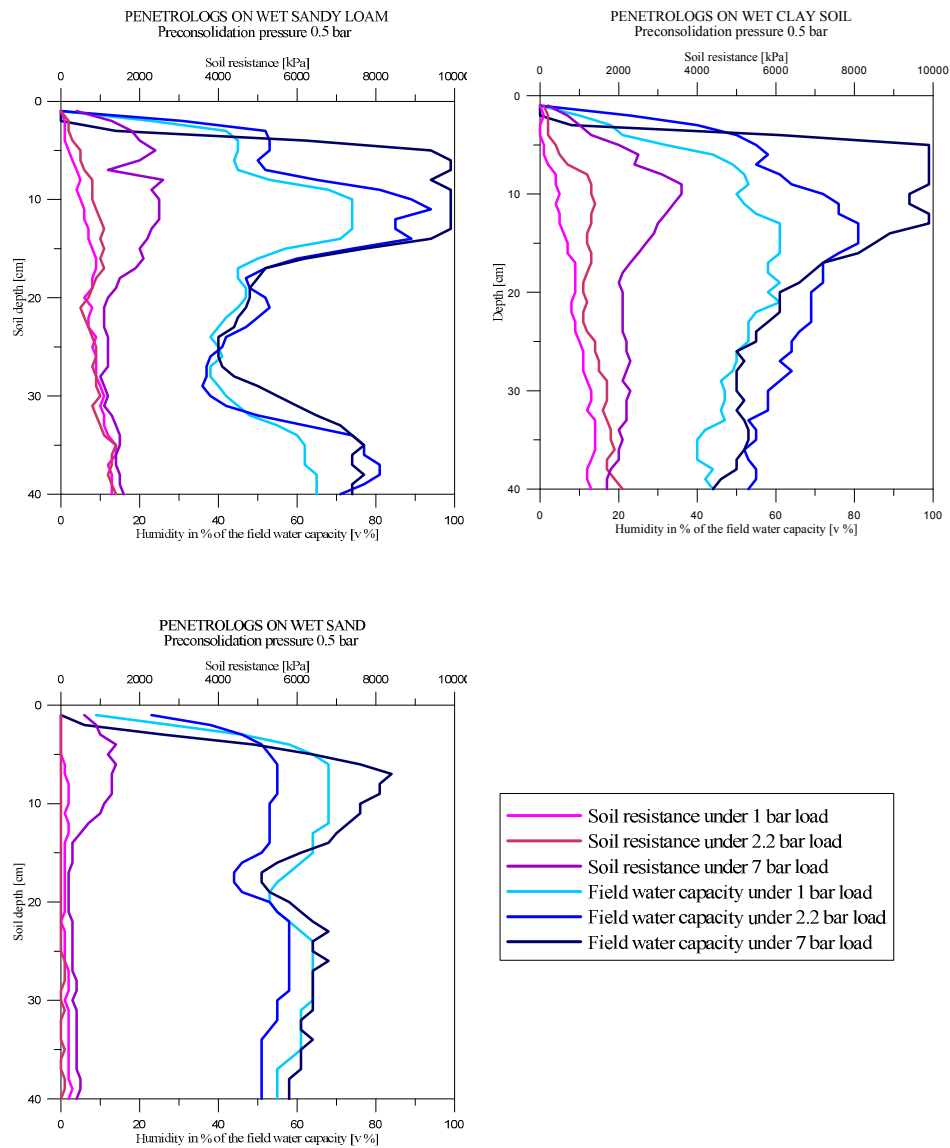 PENETROLOGS ON WET SANDY LOAM
Preconsolidation pressure 0.5 bar
Soil resistance [kPa]
0 2000 4000 6000 8000 1000
0
10
20
30
40
Soil depth [cm]
0 20 40 60 80 100
Humidity in % of the field water capacity [v %]
PENETROLOGS ON WET CLAY SOIL
Preconsolidation pressure 0.5 bar
Soil resistance [kPa]
0 2000 4000 6000 8000 10000
0
10
20
30
40
Depth [cm]
0 20 40 60 80 100
Humidity in % of the field water capacity [v %]
PENETROLOGS ON WET SAND
Preconsolidation pressure 0.5 bar
Soil resistance [kPa]
0 2000 4000 6000 8000 1000
0
10
20
30
40
Soil depth [cm]
0 20 40 60 80 100
Humidity in % of the field water capacity [v %]
Soil resistance under 1 bar load
Soil resistance under 2.2 bar load
Soil resistance under 7 bar load
Field water capacity under 1 bar load
Field water capacity under 2.2 bar load
Field water capacity under 7 bar load